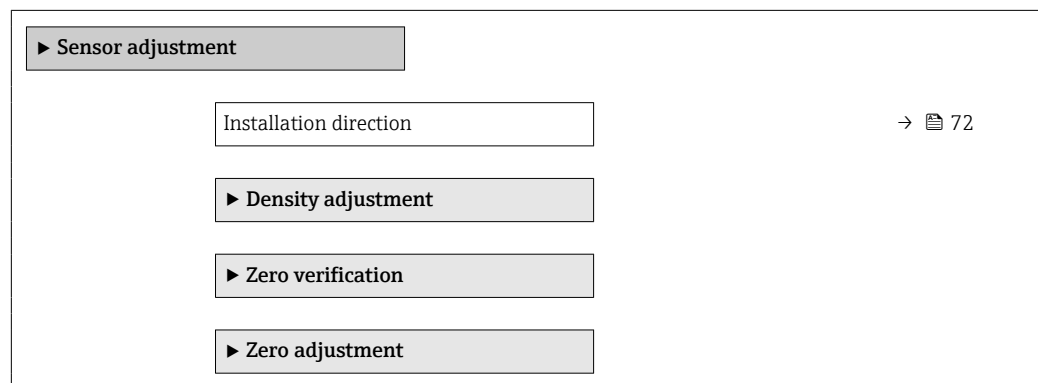 ▶ Sensor adjustment
Installation direction → 72
▶ Density adjustment
▶ Zero verification
▶ Zero adjustment